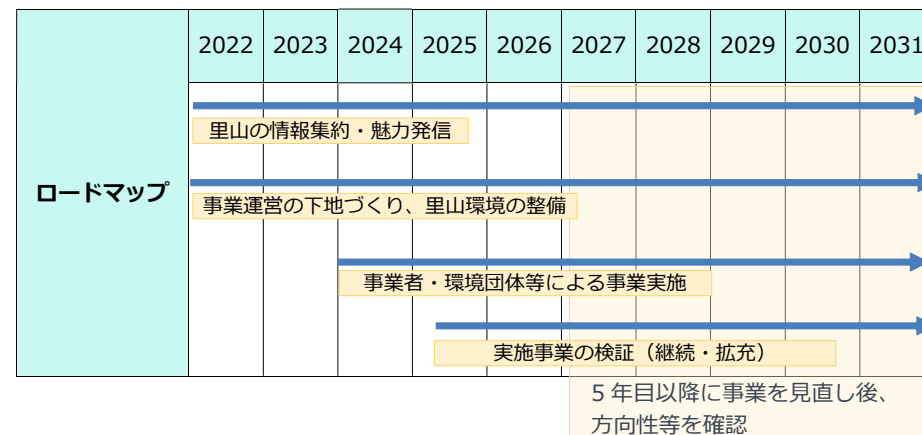 2022 2023 2024 2025 2026 2027 2028 2029 2030 2031
里山の情報集約・魅力発信
ロードマップ
事業運営の下地づくり、里山環境の整備
事業者・環境団体等による事業実施
実施事業の検証（継続・拡充）
5 年目以降に事業を見直し後、
方向性等を確認